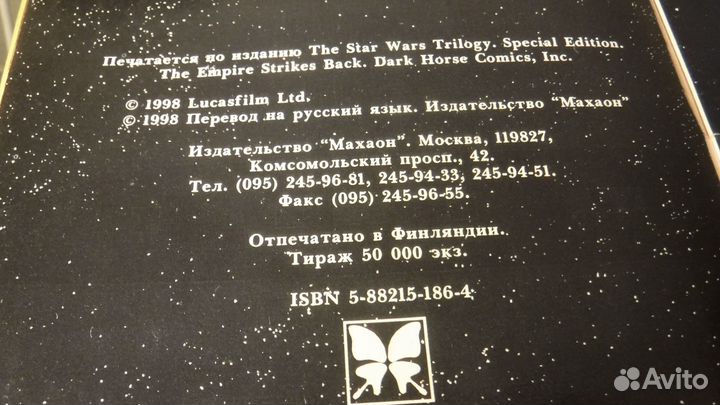 Печатается по изданию The Star Wars Trilogy. Special Edition.
The Empire Strikes Back. Dark Horse Comics, Inc.
© 1998 Lucasfilm Ltd.
© 1998 Перевод на русский язык. Издательство "Махаон"
Издательство "Махаон". Москва, 119827,
Комсомольский просп., 42.
Тел. (095) 245-96-81, 245-94-33, 245-94-51.
Факс (095) 245-96-55.
Отпечатано в Финляндии.
Тираж 50 000 экз.
ISBN 5-88215-186-4
Avito